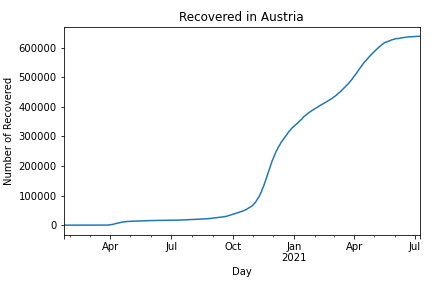 Recovered in Austria
Number of Recovered
600000
500000
400000
300000
200000
100000
0
Apr Jul Oct Jan Apr Jul
2021
Day